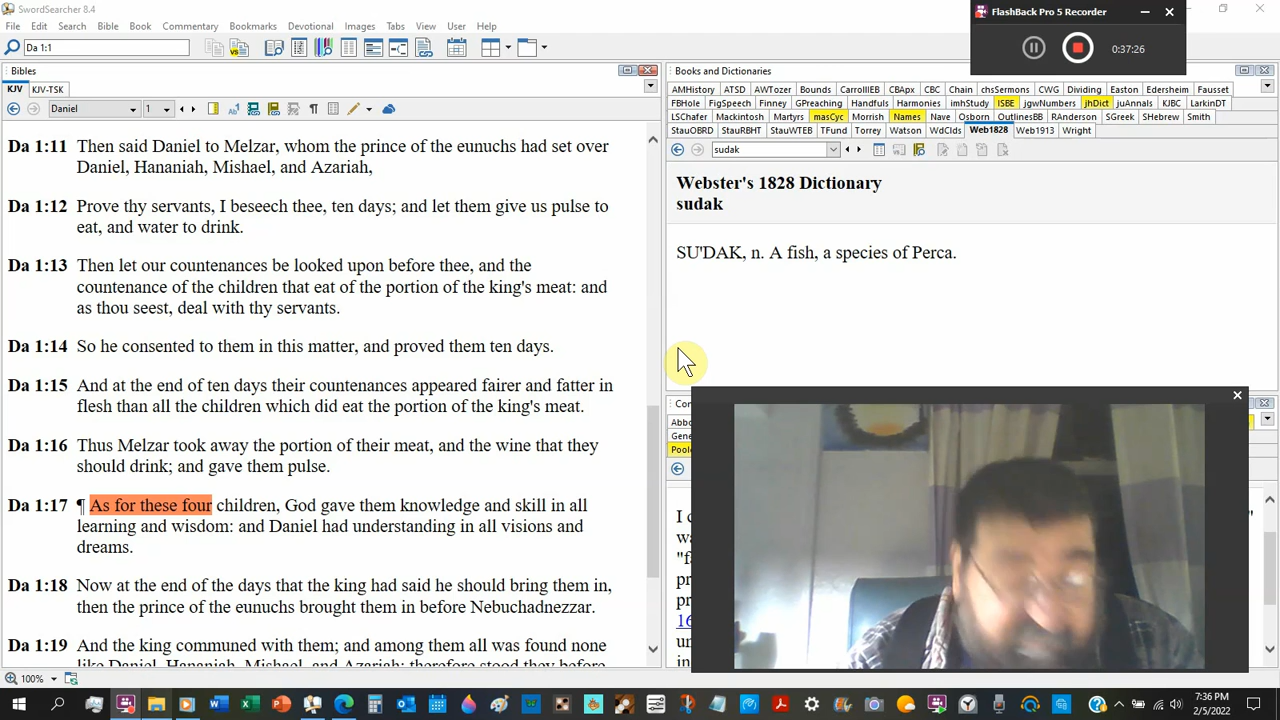 SwordSearcher 8.4
File Edit Search Bible Book Commentary Bookmarks Devotional Images Tabs View User Help
Da 1:1
FlashBack Pro 5 Recorder
0:37:26
Bibles
KJV KJV-TSK
Daniel 1
Da 1:11 Then said Daniel to Melzar, whom the prince of the eunuchs had set over
Daniel, Hananiah, Mishael, and Azariah,
Da 1:12 Prove thy servants, I beseech thee, ten days; and let them give us pulse to
eat, and water to drink.
Da 1:13 Then let our countenances be looked upon before thee, and the
countenance of the children that eat of the portion of the king's meat: and
as thou seest, deal with thy servants.
Da 1:14 So he consented to them in this matter, and proved them ten days.
Da 1:15 And at the end of ten days their countenances appeared fairer and fatter in
flesh than all the children which did eat the portion of the king's meat.
Da 1:16 Thus Melzar took away the portion of their meat, and the wine that they
should drink; and gave them pulse.
Da 1:17 ¶ As for these four children, God gave them knowledge and skill in all
learning and wisdom: and Daniel had understanding in all visions and
dreams.
Da 1:18 Now at the end of the days that the king had said he should bring them in,
then the prince of the eunuchs brought them in before Nebuchadnezzar.
Da 1:19 And the king communed with them; and among them all was found none
like Daniel, Hananiah, Mishael, and Azariah: therefore stood they before
100%
Books and Dictionaries
AMHistory ATSD AWTozer Bounds CarrollEIB CBApx CBC Chain chsSermons CWG Dividing Easton Edersheim Fausset
FBHole FigSpeech Finney GPreaching Handfuls Harmonies imhStudy ISBE jgwNumbers jhDict juAnnals KJBC LarkinDT
LSChafer Mackintosh Martyrs masCyc Morrish Names Nave Osborn OutlinesBB RTorrey SGreek SHebrew Smith
StauOBRD StauRBHT StauWTEB TFund Torrey Watson WdClds Web1828 Web1913 Wright
sudak
Webster's 1828 Dictionary
sudak
SU'DAK, n. A fish, a species of Perca.
7:36 PM
2/5/2022